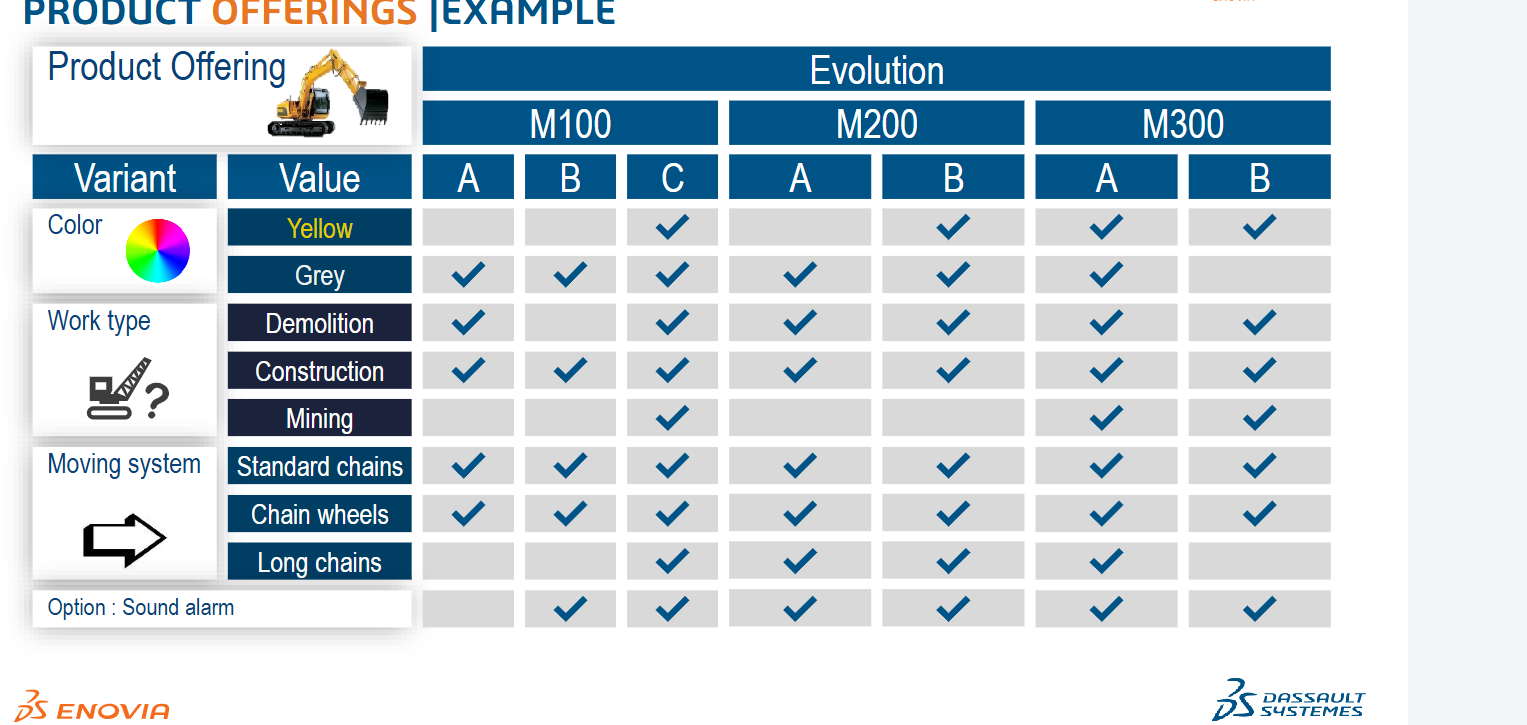 PRODUCT OFFERINGS |EXAMPLE
Product Offering
Evolution
M100 M200 M300
Variant Value A B C A B A B
Color
Yellow
Grey
Work type
Demolition
Construction
?
Mining
Moving system
Standard chains
Chain wheels
Long chains
Option : Sound alarm
ENOVIA
DASSAULT
SYSTEMES